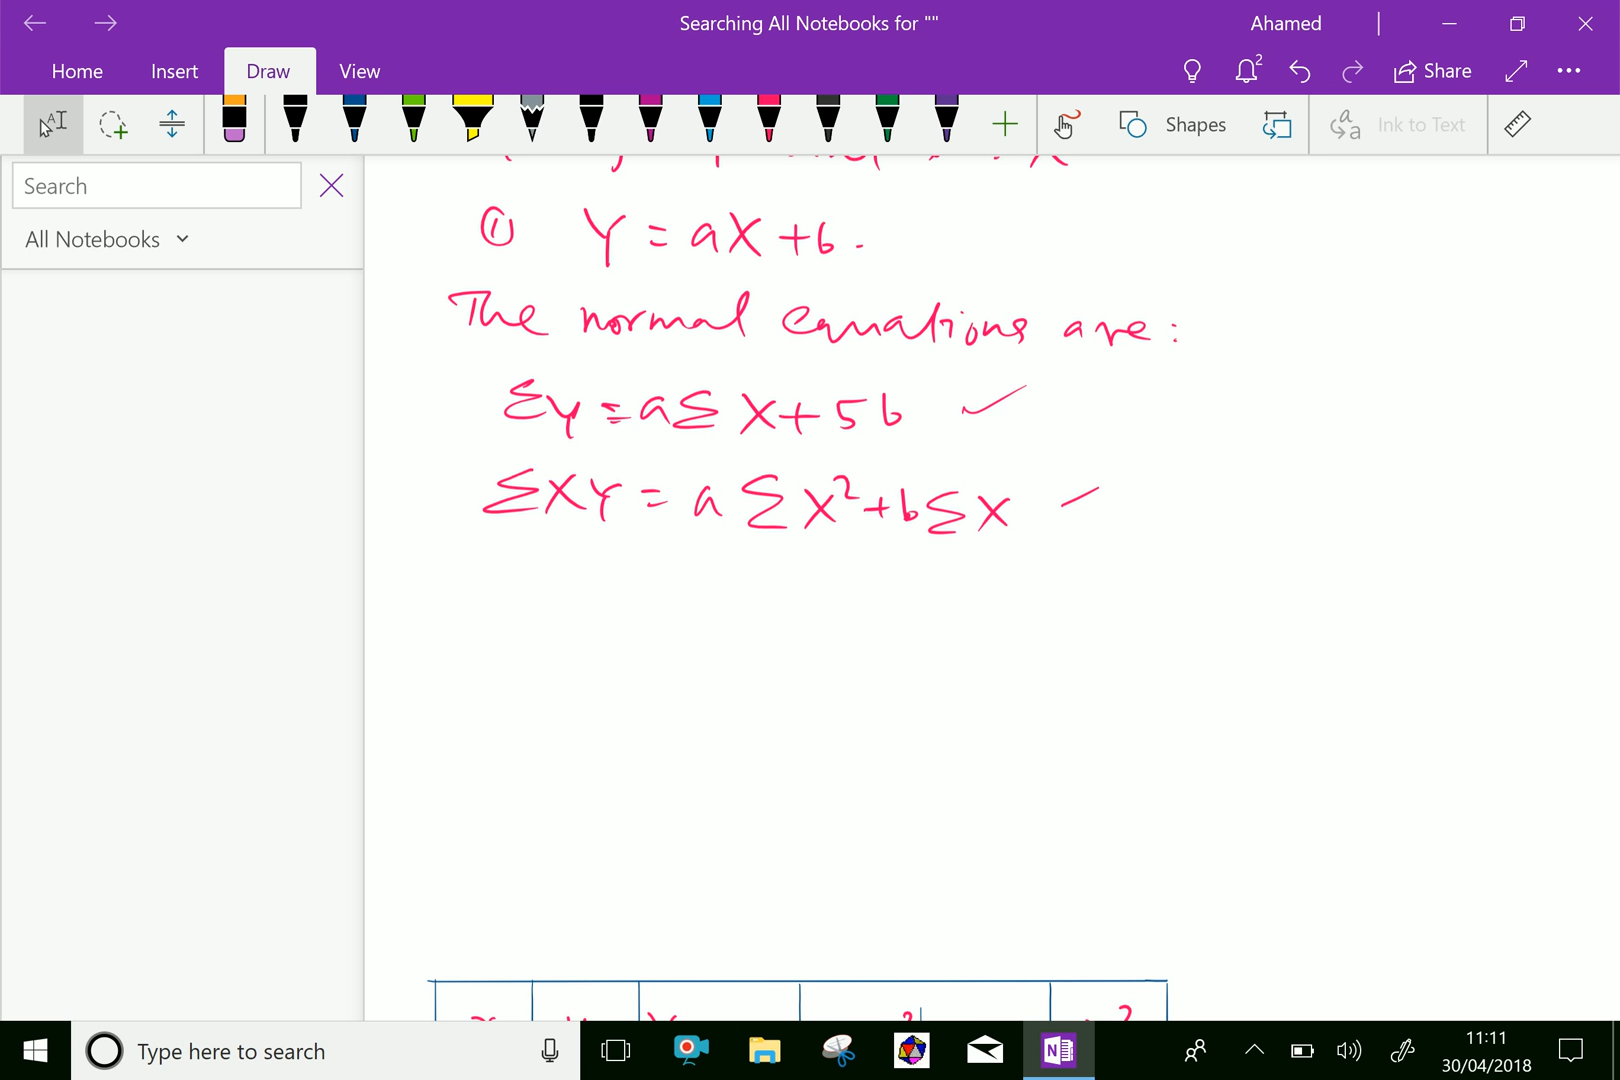 Searching All Notebooks for ""
Ahamed
Home Insert Draw View
2
Share
Shapes
Ink to Text
Search
All Notebooks
① Y = aX + b.
The normal equations are:
ΣY = aΣX + 5b ✓
ΣXY = aΣX² + bΣX
Type here to search
11:11
30/04/2018